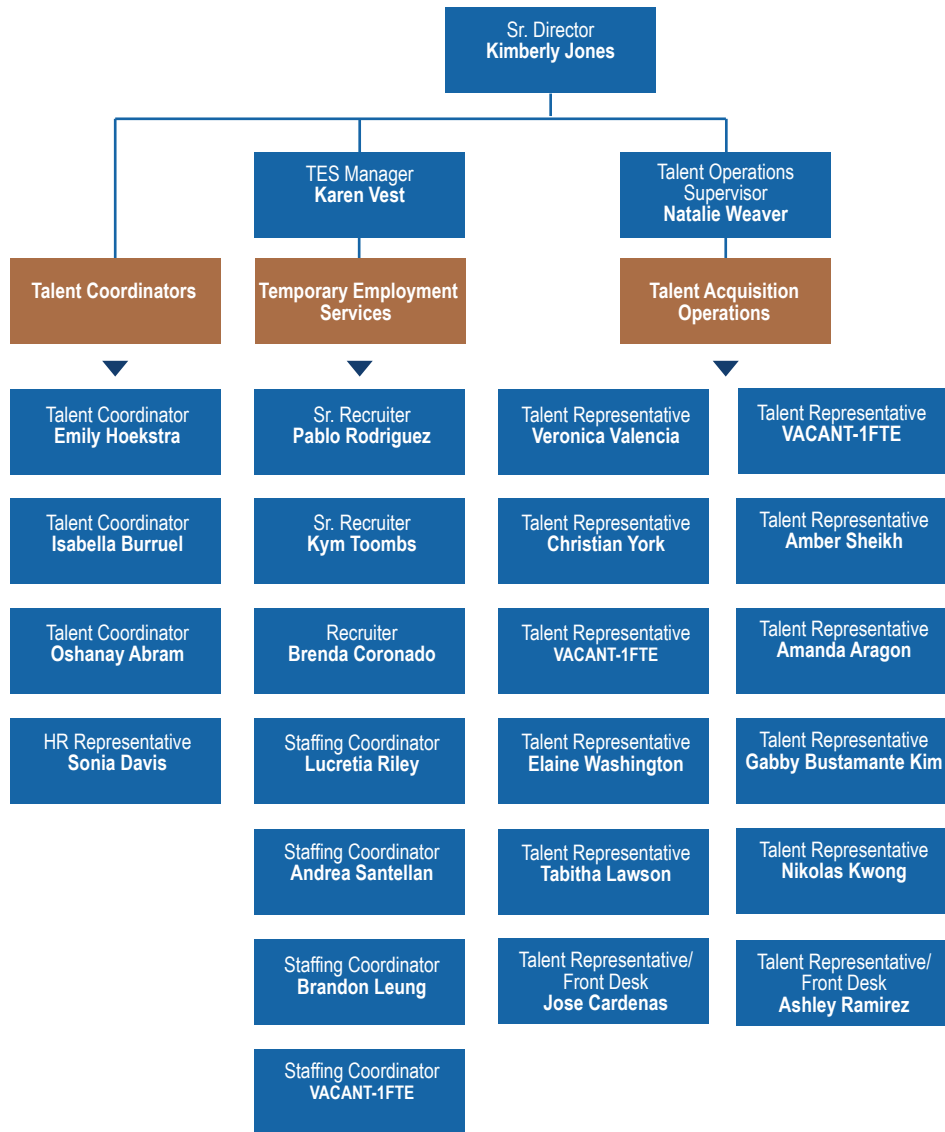 Sr. Director
Kimberly Jones
TES Manager
Karen Vest
Talent Operations
Supervisor
Natalie Weaver
Talent Coordinators
Temporary Employment
Services
Talent Acquisition
Operations
Talent Coordinator
Emily Hoekstra
Talent Coordinator
Isabella Burruel
Talent Coordinator
Oshanay Abram
HR Representative
Sonia Davis
Sr. Recruiter
Pablo Rodriguez
Sr. Recruiter
Kym Toombs
Recruiter
Brenda Coronado
Staffing Coordinator
Lucretia Riley
Staffing Coordinator
Andrea Santellan
Staffing Coordinator
Brandon Leung
Staffing Coordinator
VACANT-1FTE
Talent Representative
Veronica Valencia
Talent Representative
Christian York
Talent Representative
VACANT-1FTE
Talent Representative
Elaine Washington
Talent Representative
Tabitha Lawson
Talent Representative/
Front Desk
Jose Cardenas
Talent Representative
VACANT-1FTE
Talent Representative
Amber Sheikh
Talent Representative
Amanda Aragon
Talent Representative
Gabby Bustamante Kim
Talent Representative
Nikolas Kwong
Talent Representative/
Front Desk
Ashley Ramirez